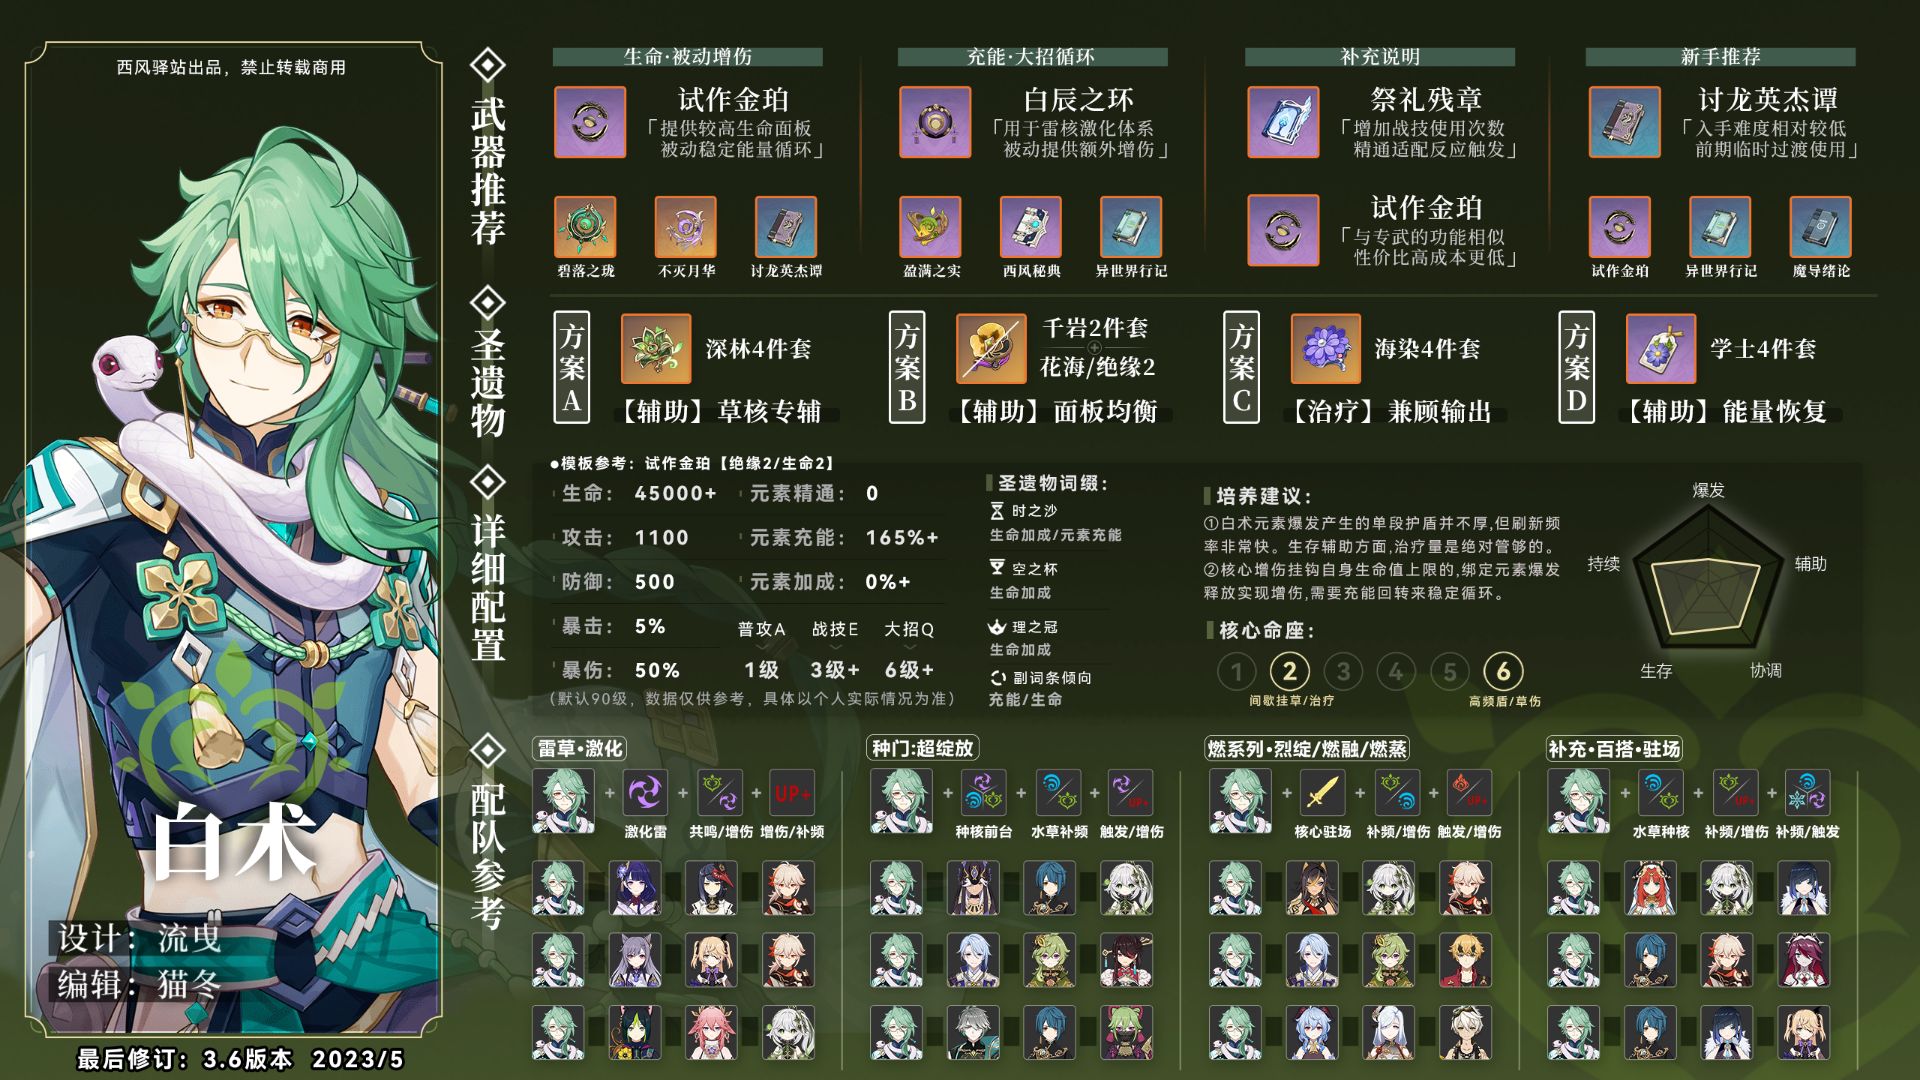 西风驿站出品，禁止转载商用
白术
设计：流曳
编辑：猫冬
最后修订：3.6版本 2023/5
武器推荐
生命·被动增伤
试作金珀
「提供较高生命面板
被动稳定能量循环」
碧落之珑 不灭月华 讨龙英杰谭
充能·大招循环
白辰之环
「用于雷核激化体系
被动提供额外增伤」
盈满之实 西风秘典 异世界行记
补充说明
祭礼残章
「增加战技使用次数
精通适配反应触发」
试作金珀
「与专武的功能相似
性价比高成本更低」
新手推荐
讨龙英杰谭
「入手难度相对较低
前期临时过渡使用」
试作金珀 异世界行记 魔导绪论
圣遗物
方案A
深林4件套
【辅助】草核专辅
方案B
千岩2件套
花海/绝缘2
【辅助】面板均衡
方案C
海染4件套
【治疗】兼顾输出
方案D
学士4件套
【辅助】能量恢复
详细配置
●模板参考：试作金珀【绝缘2/生命2】
生命： 45000+ 元素精通： 0
攻击： 1100 元素充能： 165%+
防御： 500 元素加成： 0%+
暴击： 5% 普攻A 战技E 大招Q
暴伤： 50% 1级 3级+ 6级+
（默认90级，数据仅供参考，具体以个人实际情况为准）
圣遗物词缀：
时之沙
生命加成/元素充能
空之杯
生命加成
理之冠
生命加成
副词条倾向
充能/生命
培养建议：
①白术元素爆发产生的单段护盾并不厚，但刷新频
率非常快。生存辅助方面，治疗量是绝对管够的。
②核心增伤挂钩自身生命值上限的，绑定元素爆发
释放实现增伤，需要充能回转来稳定循环。
核心命座：
1 2 3 4 5 6
间歇挂草/治疗 高频盾/草伤
爆发
持续 辅助
生存 协调
配队参考
雷草·激化
+ + + UP+
激化雷 共鸣/增伤 增伤/补频
种门：超绽放
+ + + UP+
种核前台 水草补频 触发/增伤
燃系列·烈绽/燃融/燃蒸
+ + + UP+
核心驻场 补频/增伤 触发/增伤
补充·百搭·驻场
+ + UP+ +
水草种核 补频/增伤 补频/触发